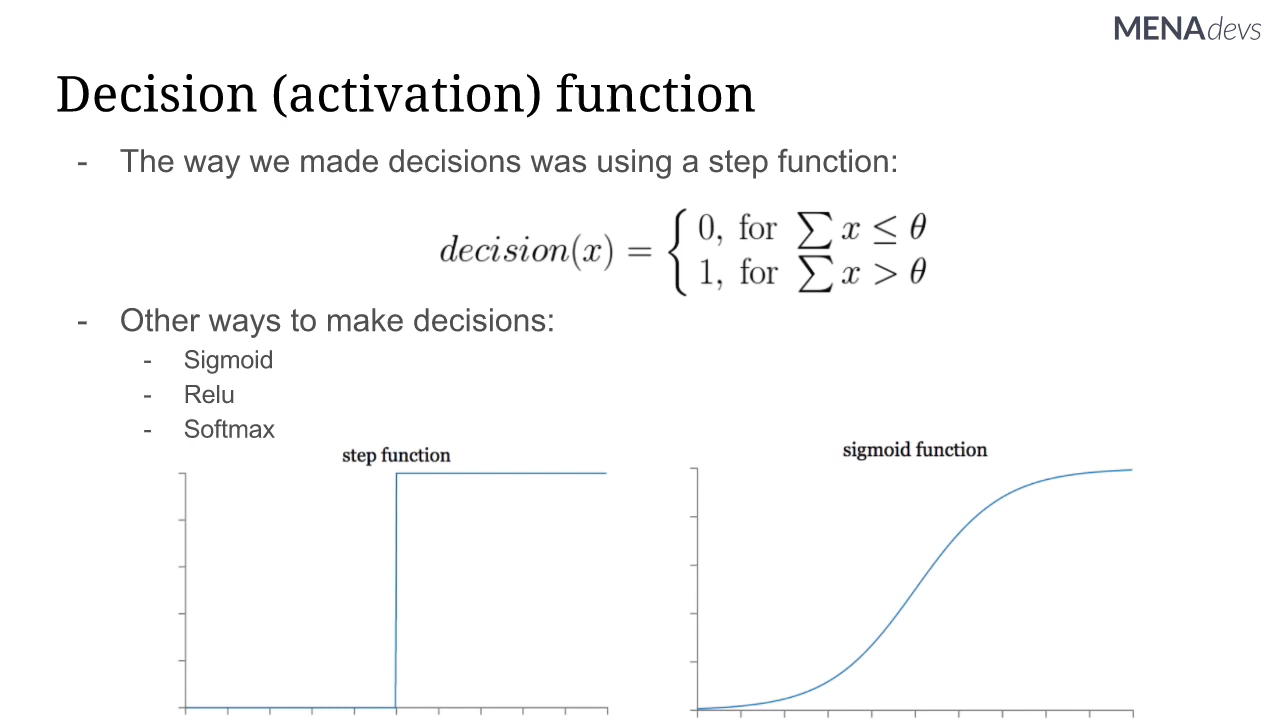 MENAdevs
Decision (activation) function
- The way we made decisions was using a step function:
decision(x) = { 0, for ∑ x ≤ θ
1, for ∑ x > θ
- Other ways to make decisions:
- Sigmoid
- Relu
- Softmax
step function
sigmoid function